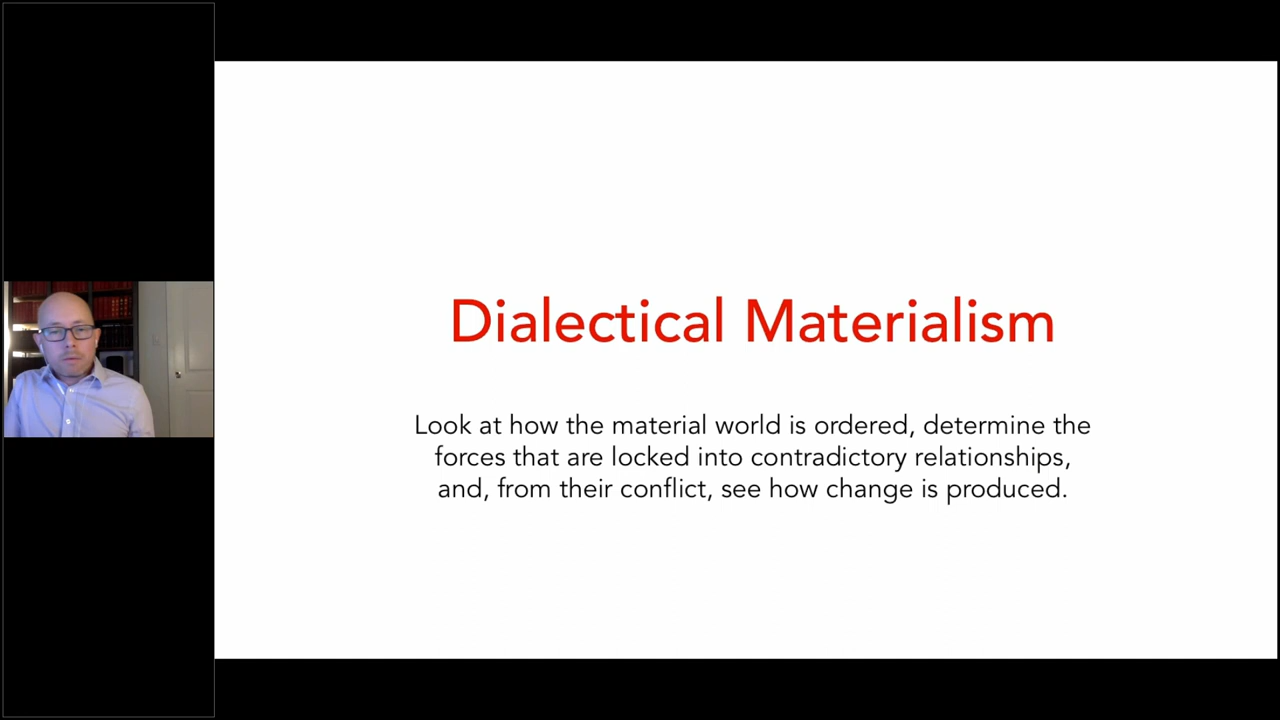 Dialectical Materialism
Look at how the material world is ordered, determine the
forces that are locked into contradictory relationships,
and, from their conflict, see how change is produced.